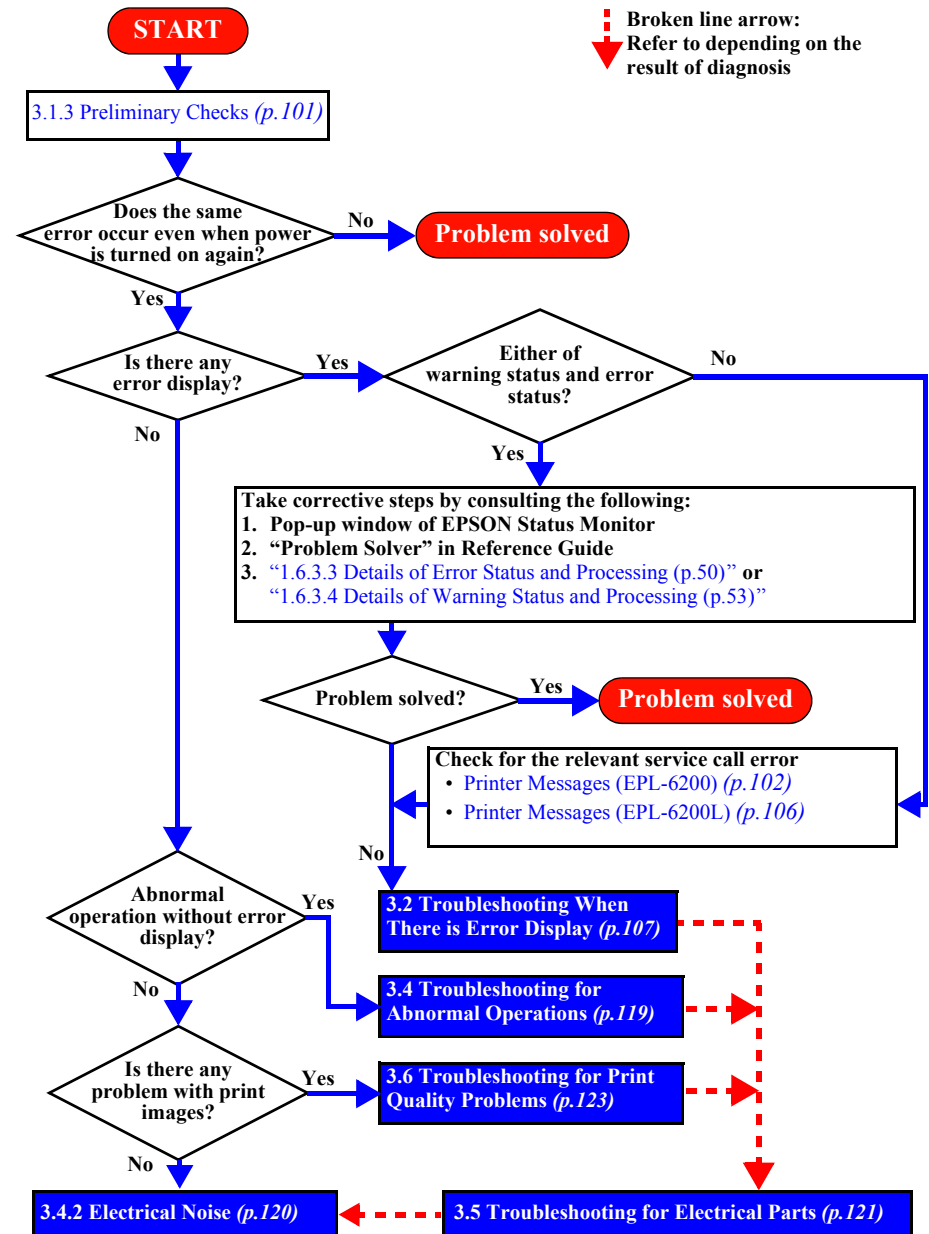 START
Broken line arrow:
Refer to depending on the
result of diagnosis
3.1.3 Preliminary Checks (p.101)
Does the same
error occur even when power
is turned on again?
No
Problem solved
Yes
Is there any
error display?
Yes
Either of
warning status and error
status?
No
No
Yes
Take corrective steps by consulting the following:
1. Pop-up window of EPSON Status Monitor
2. “Problem Solver” in Reference Guide
3. “1.6.3.3 Details of Error Status and Processing (p.50)” or
“1.6.3.4 Details of Warning Status and Processing (p.53)”
Problem solved?
Yes
Problem solved
Check for the relevant service call error
• Printer Messages (EPL-6200) (p.102)
• Printer Messages (EPL-6200L) (p.106)
No
Abnormal
operation without error
display?
Yes
3.2 Troubleshooting When
There is Error Display (p.107)
No
3.4 Troubleshooting for
Abnormal Operations (p.119)
Is there any
problem with print
images?
Yes
3.6 Troubleshooting for Print
Quality Problems (p.123)
No
3.4.2 Electrical Noise (p.120)
3.5 Troubleshooting for Electrical Parts (p.121)